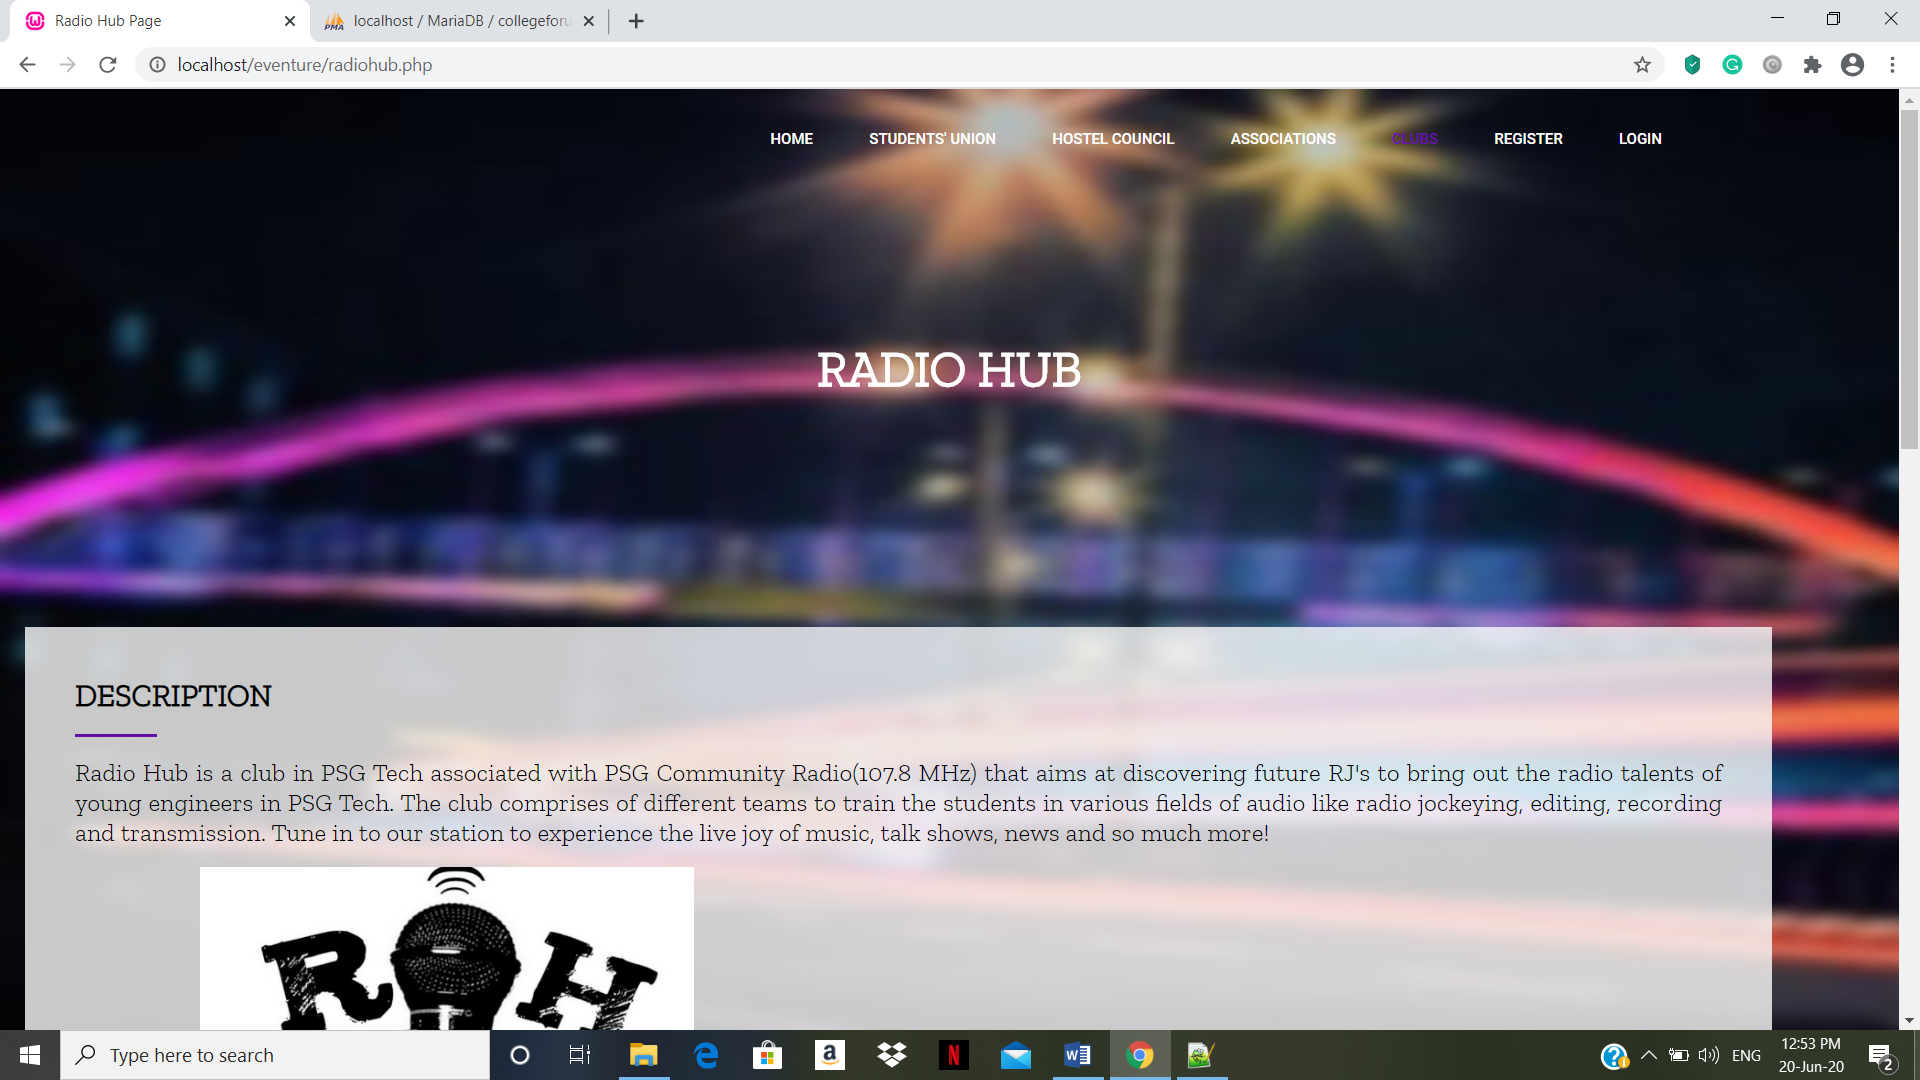 Radio Hub Page
localhost / MariaDB / collegeforu
localhost/eventure/radiohub.php
HOME STUDENTS' UNION HOSTEL COUNCIL ASSOCIATIONS CLUBS REGISTER LOGIN
RADIO HUB
DESCRIPTION
Radio Hub is a club in PSG Tech associated with PSG Community Radio(107.8 MHz) that aims at discovering future RJ's to bring out the radio talents of
young engineers in PSG Tech. The club comprises of different teams to train the students in various fields of audio like radio jockeying, editing, recording
and transmission. Tune in to our station to experience the live joy of music, talk shows, news and so much more!
R H
Type here to search
ENG
12:53 PM
20-Jun-20
2